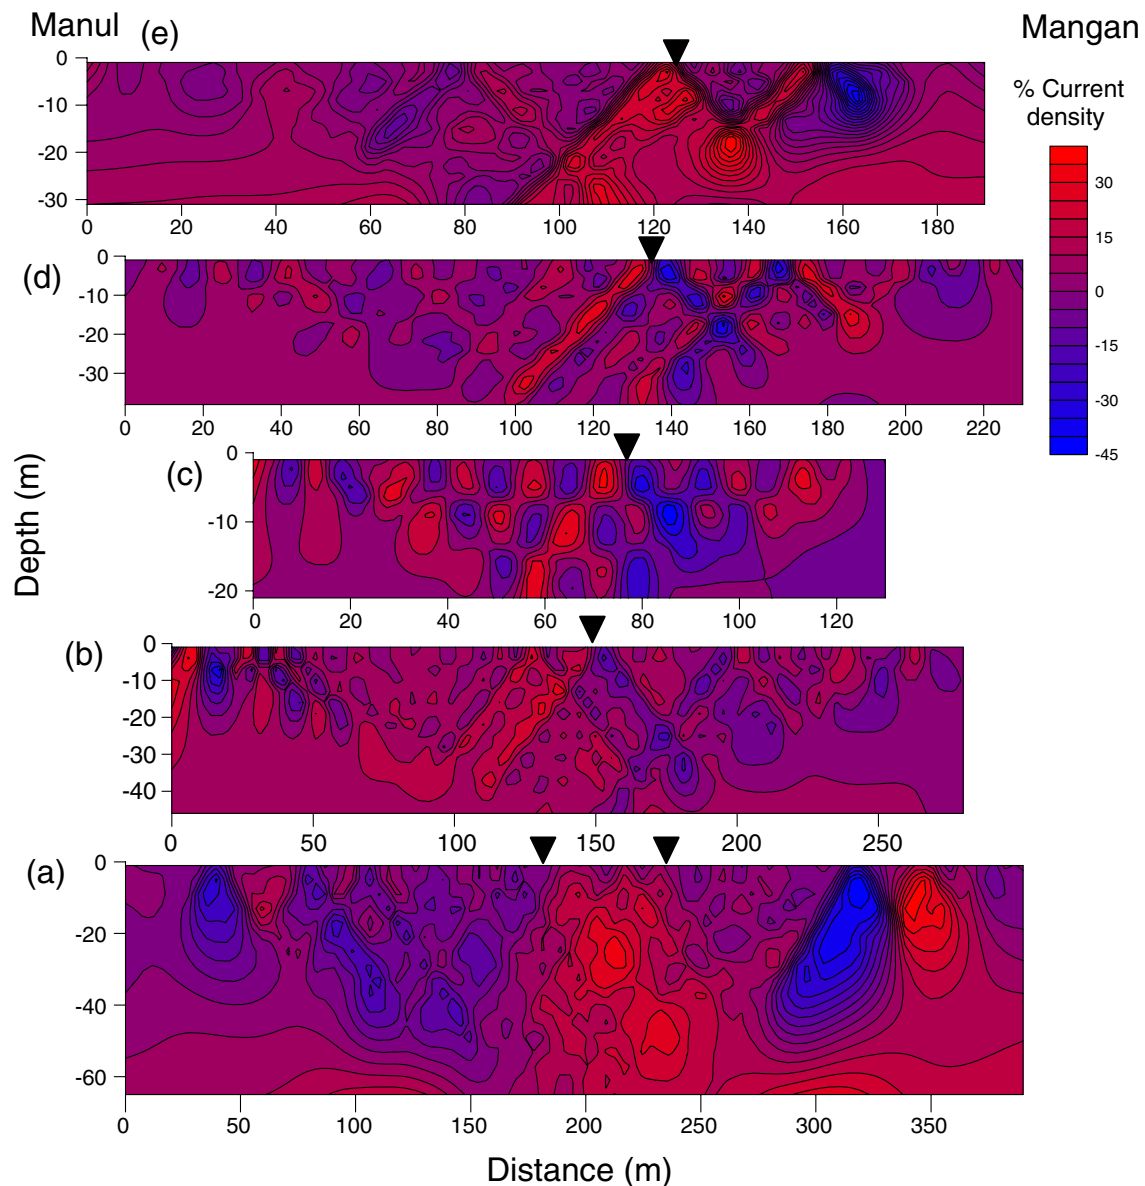 Manul (e) Mangan
% Current
density
30
15
0
-15
-30
-45
0
-10
-20
-30
0 20 40 60 80 100 120 140 160 180
(d)
0
-10
-20
-30
0 20 40 60 80 100 120 140 160 180 200 220
(c)
0
-10
-20
0 20 40 60 80 100 120
Depth (m)
(b)
0
-10
-20
-30
-40
0 50 100 150 200 250
(a)
0
-20
-40
-60
0 50 100 150 200 250 300 350
Distance (m)